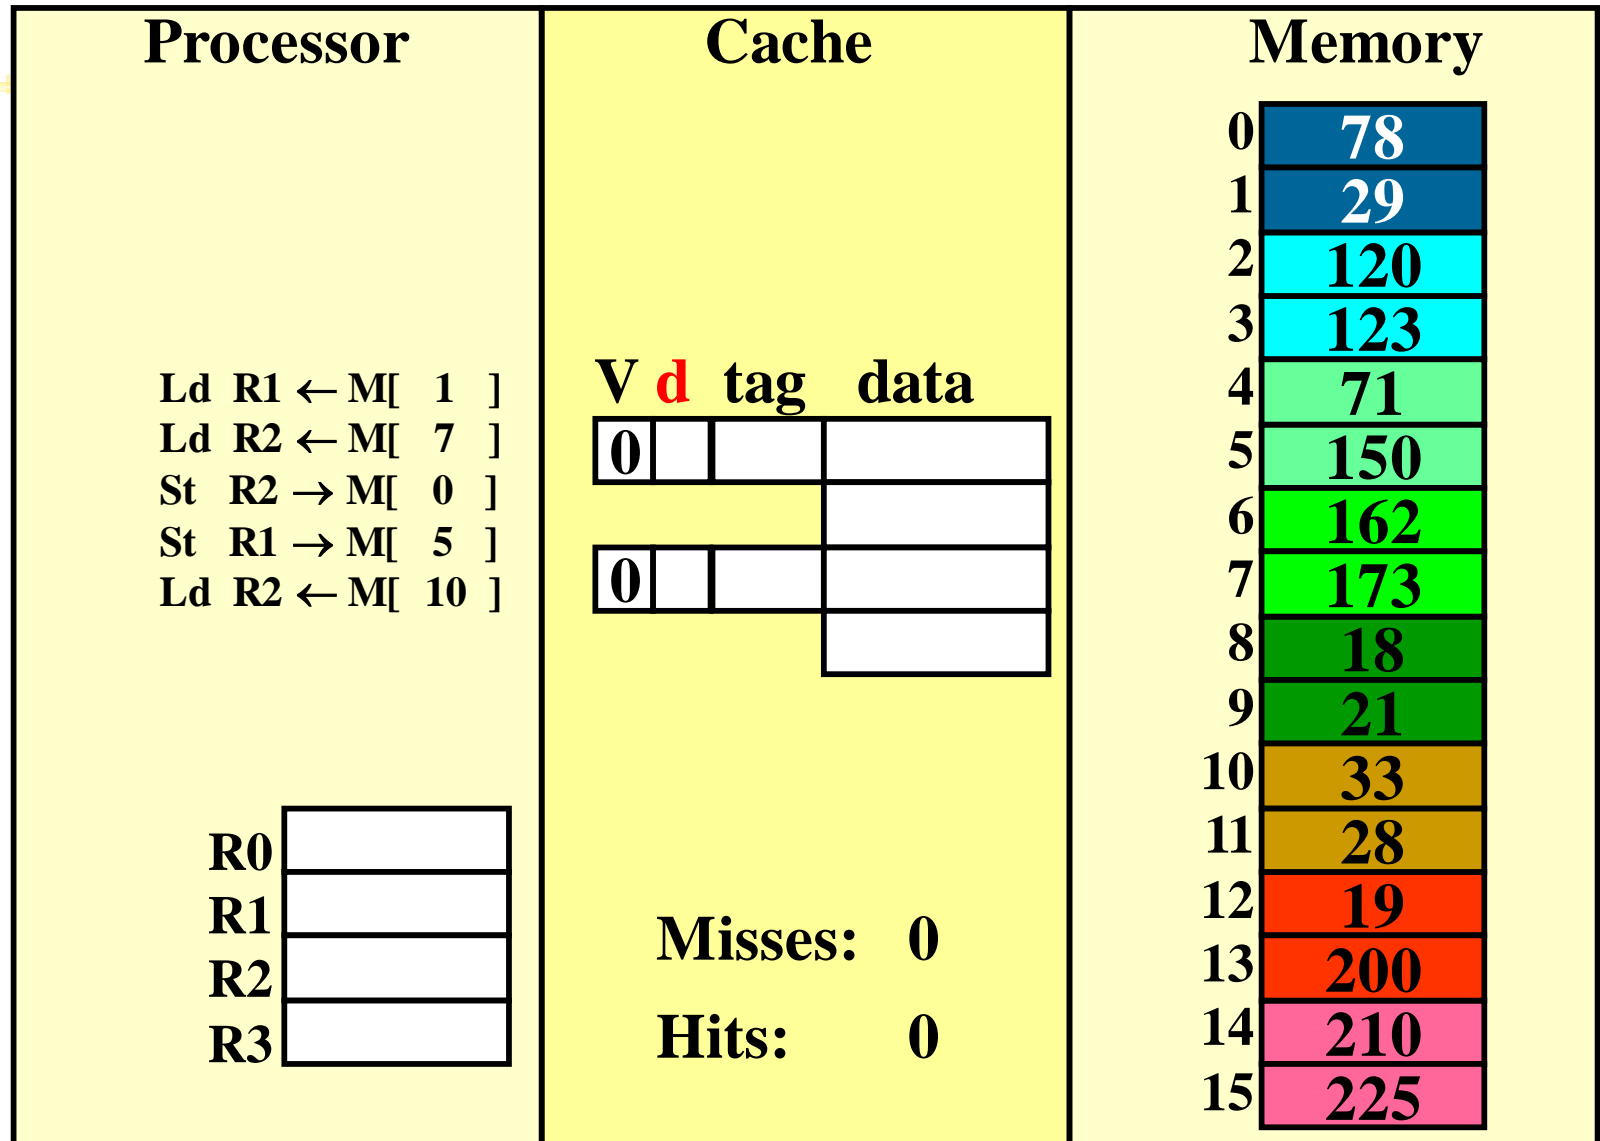 Processor
Ld R1 ← M[ 1 ]
Ld R2 ← M[ 7 ]
St R2 → M[ 0 ]
St R1 → M[ 5 ]
Ld R2 ← M[ 10 ]
R0
R1
R2
R3
Cache
V d tag data
0
0
Misses: 0
Hits: 0
Memory
0 78
1 29
2 120
3 123
4 71
5 150
6 162
7 173
8 18
9 21
10 33
11 28
12 19
13 200
14 210
15 225